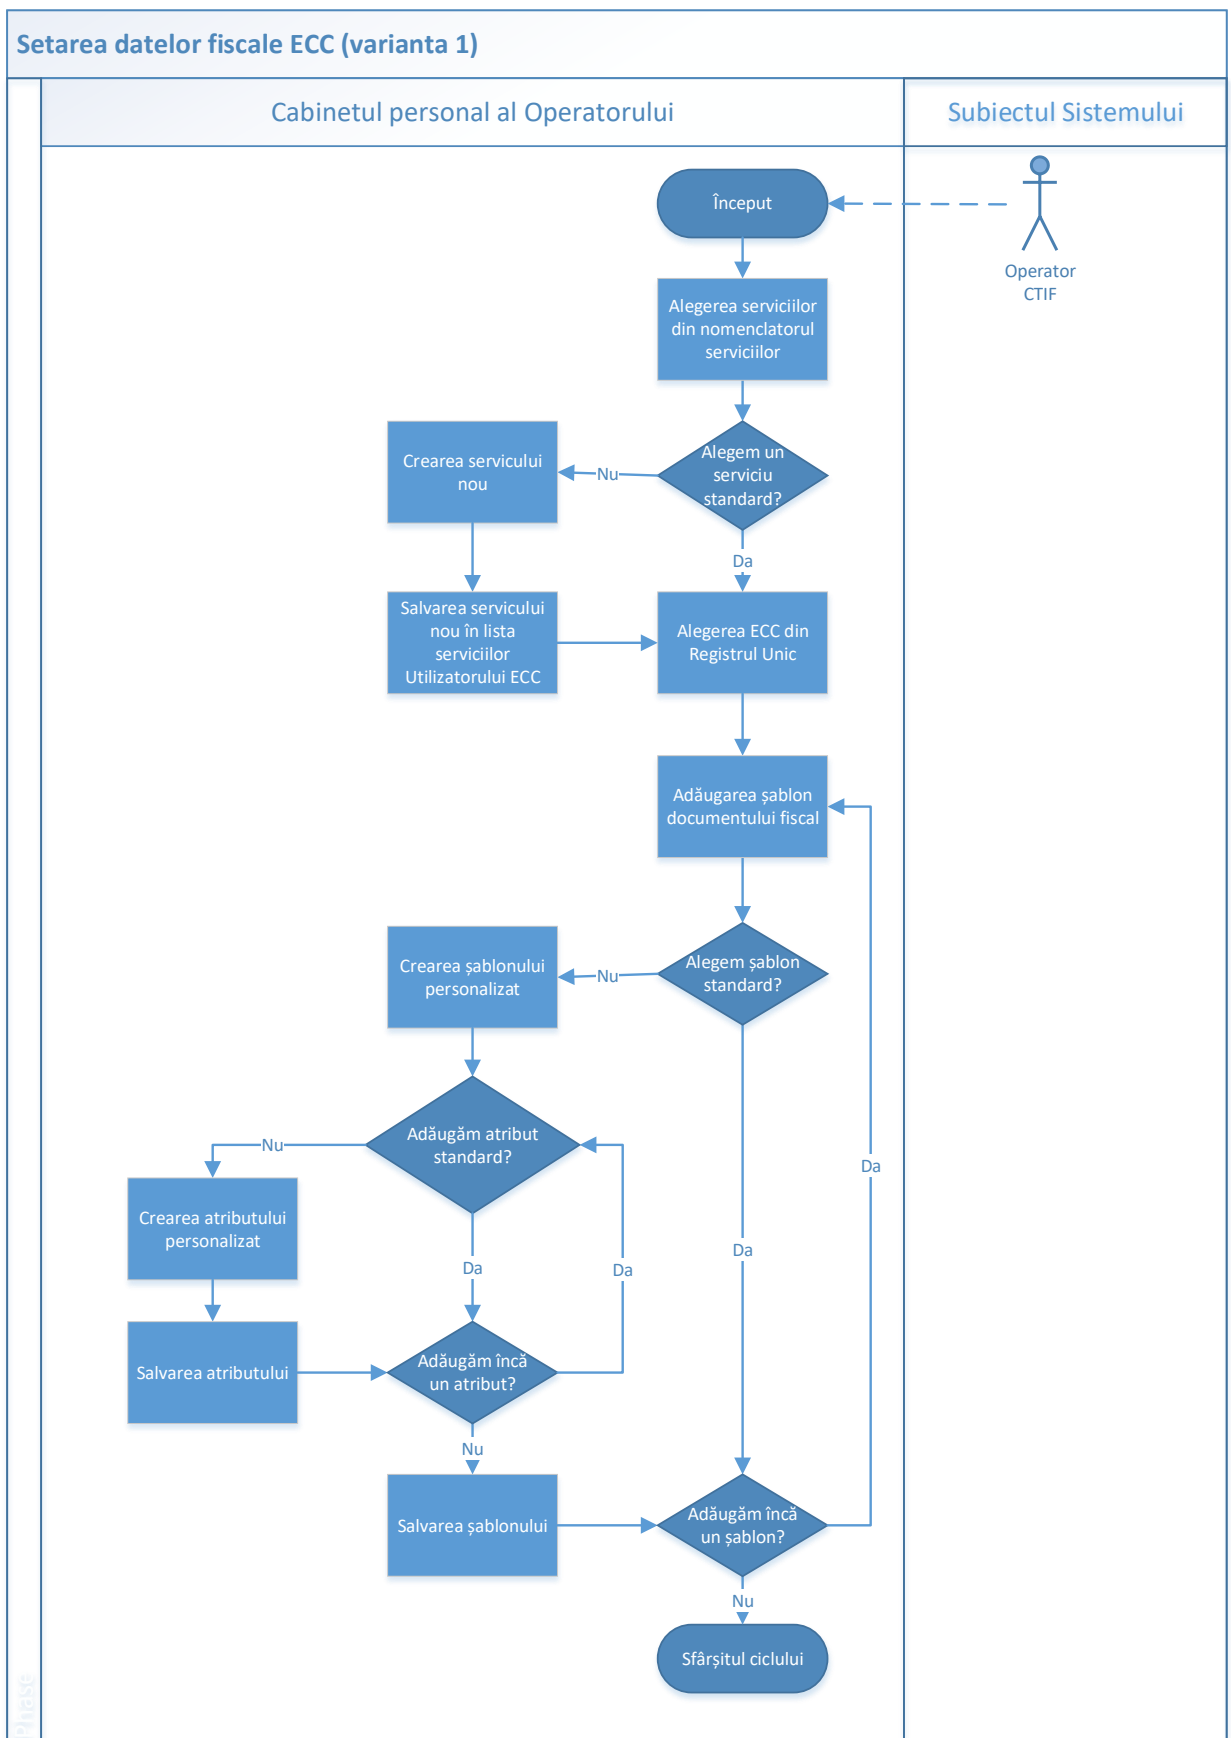 Setarea datelor fiscale ECC (varianta 1)
Cabinetul personal al Operatorului
Subiectul Sistemului
Început
Operator
CTIF
Alegerea serviciilor
din nomenclatorul
serviciilor
Alegem un
serviciu
standard?
Nu
Crearea servicului
nou
Da
Salvarea servicului
nou în lista
serviciilor
Utilizatorului ECC
Alegerea ECC din
Registrul Unic
Adăugarea șablon
documentului fiscal
Alegem șablon
standard?
Nu
Crearea șablonului
personalizat
Adăugăm atribut
standard?
Nu
Da
Crearea atributului
personalizat
Da
Da
Da
Salvarea atributului
Adăugăm încă
un atribut?
Nu
Salvarea șablonului
Adăugăm încă
un șablon?
Nu
Sfârșitul ciclului
Phase